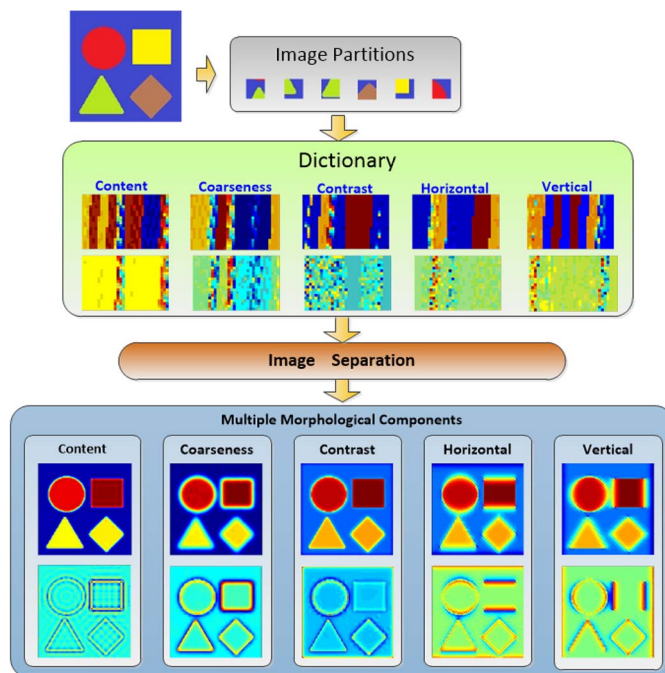 Image Partitions
Dictionary
Content Coarseness Contrast Horizontal Vertical
Image Separation
Multiple Morphological Components
Content Coarseness Contrast Horizontal Vertical